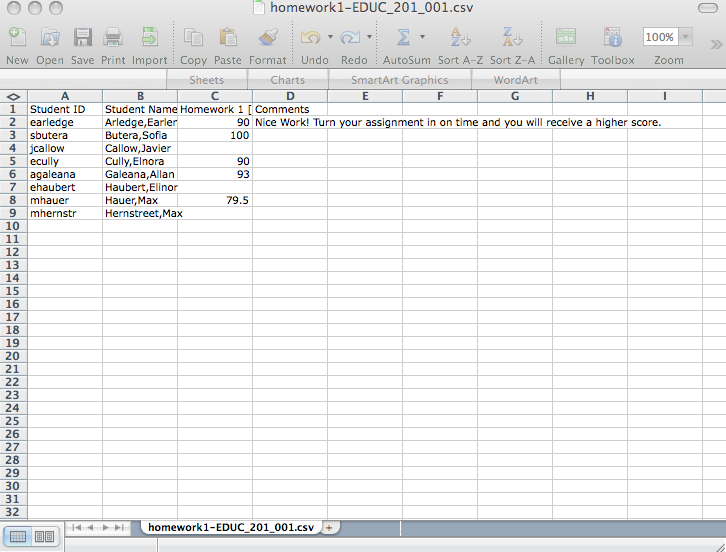 homework1-EDUC_201_001.csv
New Open Save Print Import Copy Paste Format Undo Redo AutoSum Sort A-Z Sort Z-A Gallery Toolbox 100% Zoom
Sheets Charts SmartArt Graphics WordArt
A B C D E F G H I
1 Student ID Student Name Homework 1 [ Comments
2 earledge Arledge,Earler 90 Nice Work! Turn your assignment in on time and you will receive a higher score.
3 sbutera Butera,Sofia 100
4 jcallow Callow,Javier
5 ecully Cully,Elnora 90
6 agaleana Galeana,Allan 93
7 ehaubert Haubert,Elinor
8 mhauer Hauer,Max 79.5
9 mhernstr Hernstreet,Max
10
11
12
13
14
15
16
17
18
19
20
21
22
23
24
25
26
27
28
29
30
31
32
homework1-EDUC_201_001.csv +